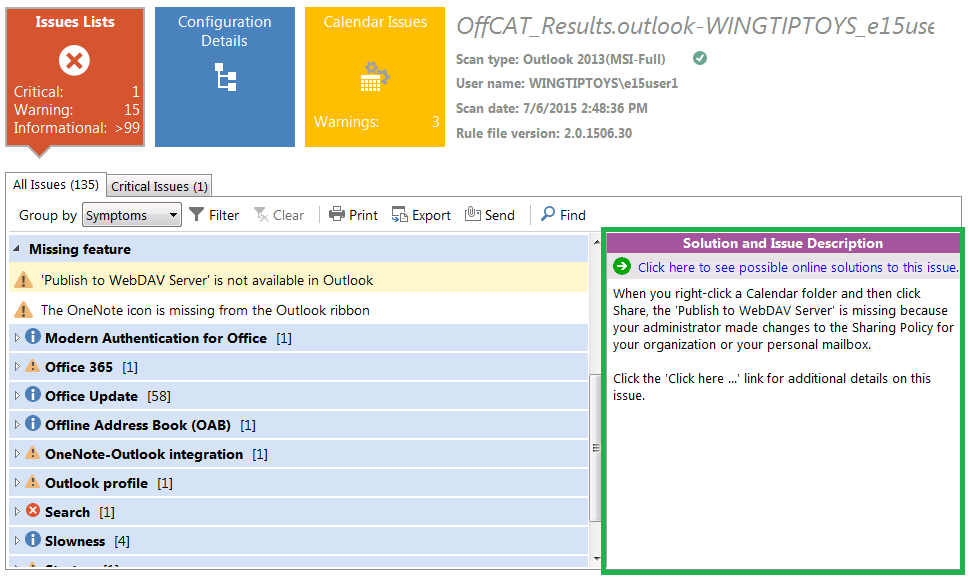 Issues Lists
Critical: 1
Warning: 15
Informational: >99
Configuration
Details
Calendar Issues
Warnings: 3
OffCAT_Results.outlook-WINGTIPTOYS_e15use
Scan type: Outlook 2013(MSI-Full)
User name: WINGTIPTOYS\e15user1
Scan date: 7/6/2015 2:48:36 PM
Rule file version: 2.0.1506.30
All Issues (135) Critical Issues (1)
Group by Symptoms Filter Clear Print Export Send Find
Missing feature
'Publish to WebDAV Server' is not available in Outlook
The OneNote icon is missing from the Outlook ribbon
Modern Authentication for Office [1]
Office 365 [1]
Office Update [58]
Offline Address Book (OAB) [1]
OneNote-Outlook integration [1]
Outlook profile [1]
Search [1]
Slowness [4]
Solution and Issue Description
Click here to see possible online solutions to this issue.
When you right-click a Calendar folder and then click
Share, the 'Publish to WebDAV Server' is missing because
your administrator made changes to the Sharing Policy for
your organization or your personal mailbox.
Click the 'Click here ...' link for additional details on this
issue.